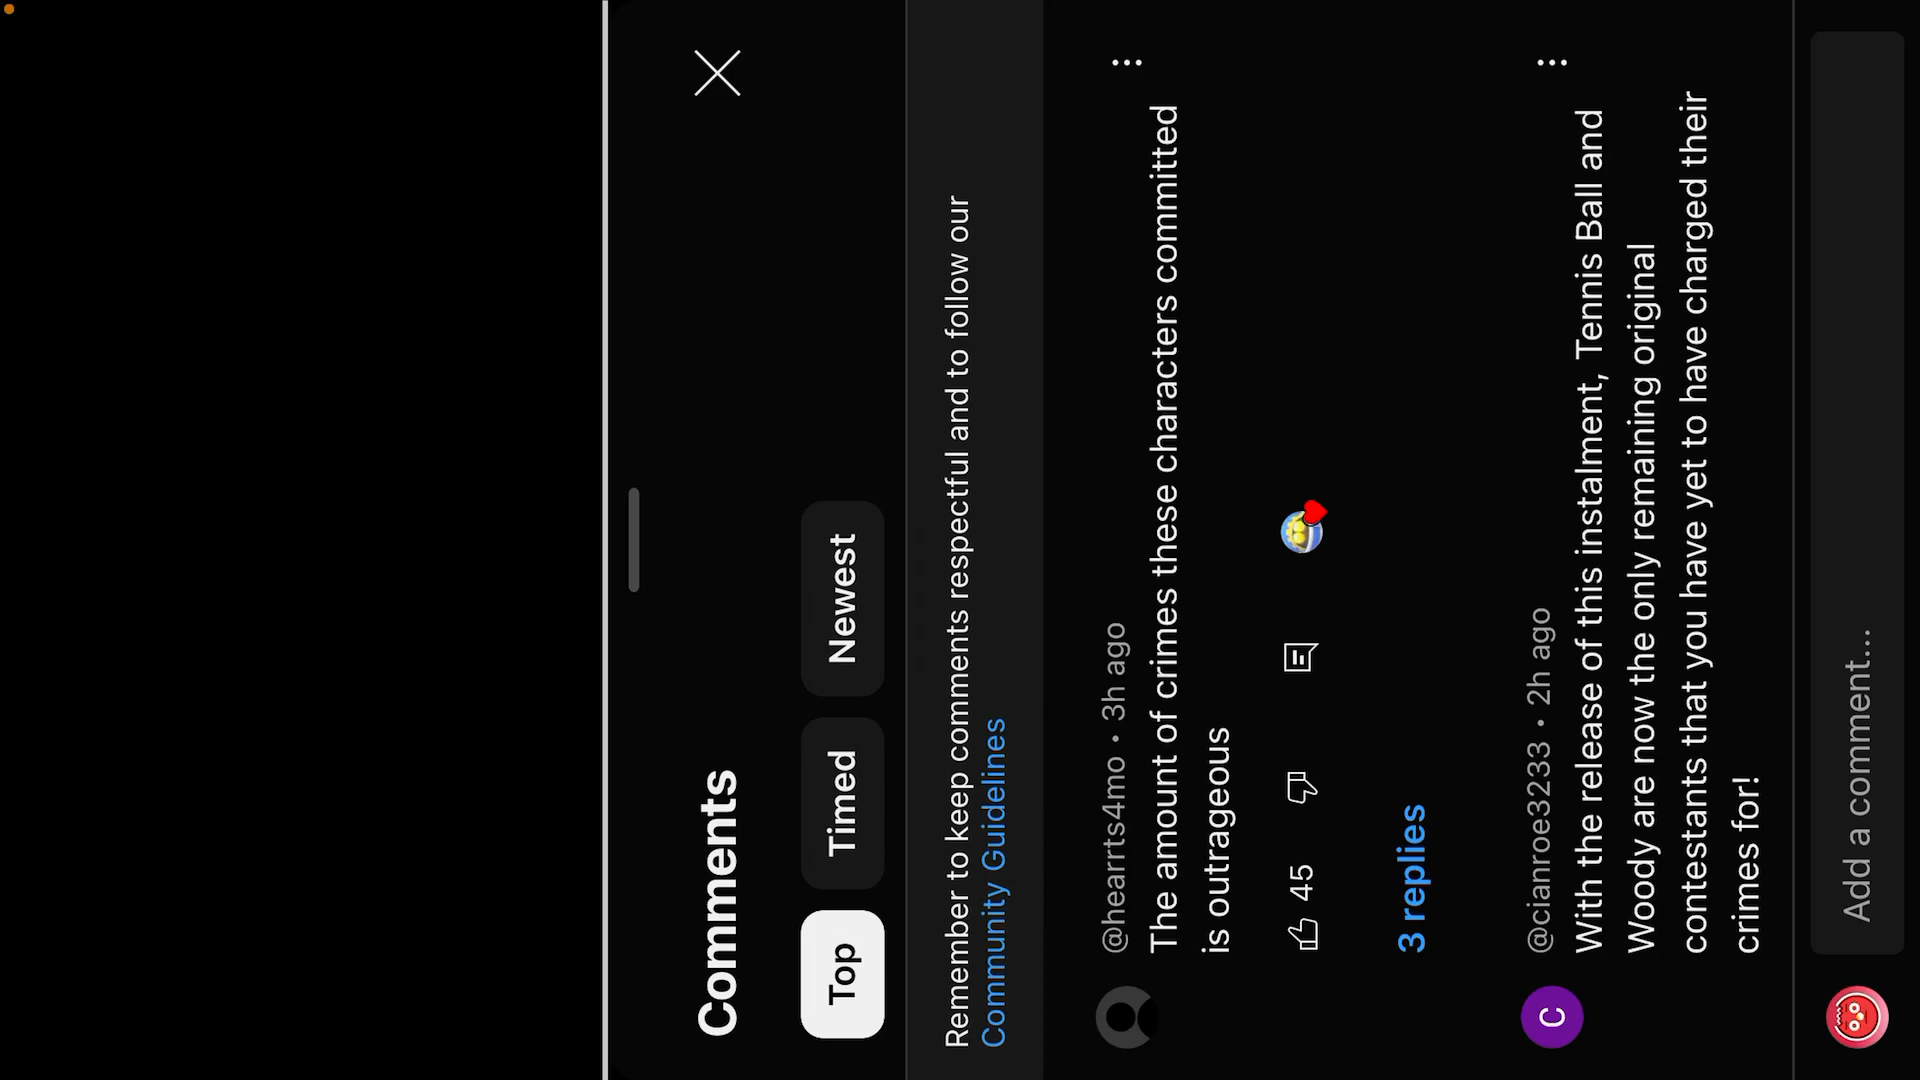 Comments
Top Timed Newest
Remember to keep comments respectful and to follow our
Community Guidelines
@hearrts4mo • 3h ago
The amount of crimes these characters committed
is outrageous
45
3 replies
C
@cianroe3233 • 2h ago
With the release of this instalment, Tennis Ball and
Woody are now the only remaining original
contestants that you have yet to have charged their
crimes for!
Add a comment...